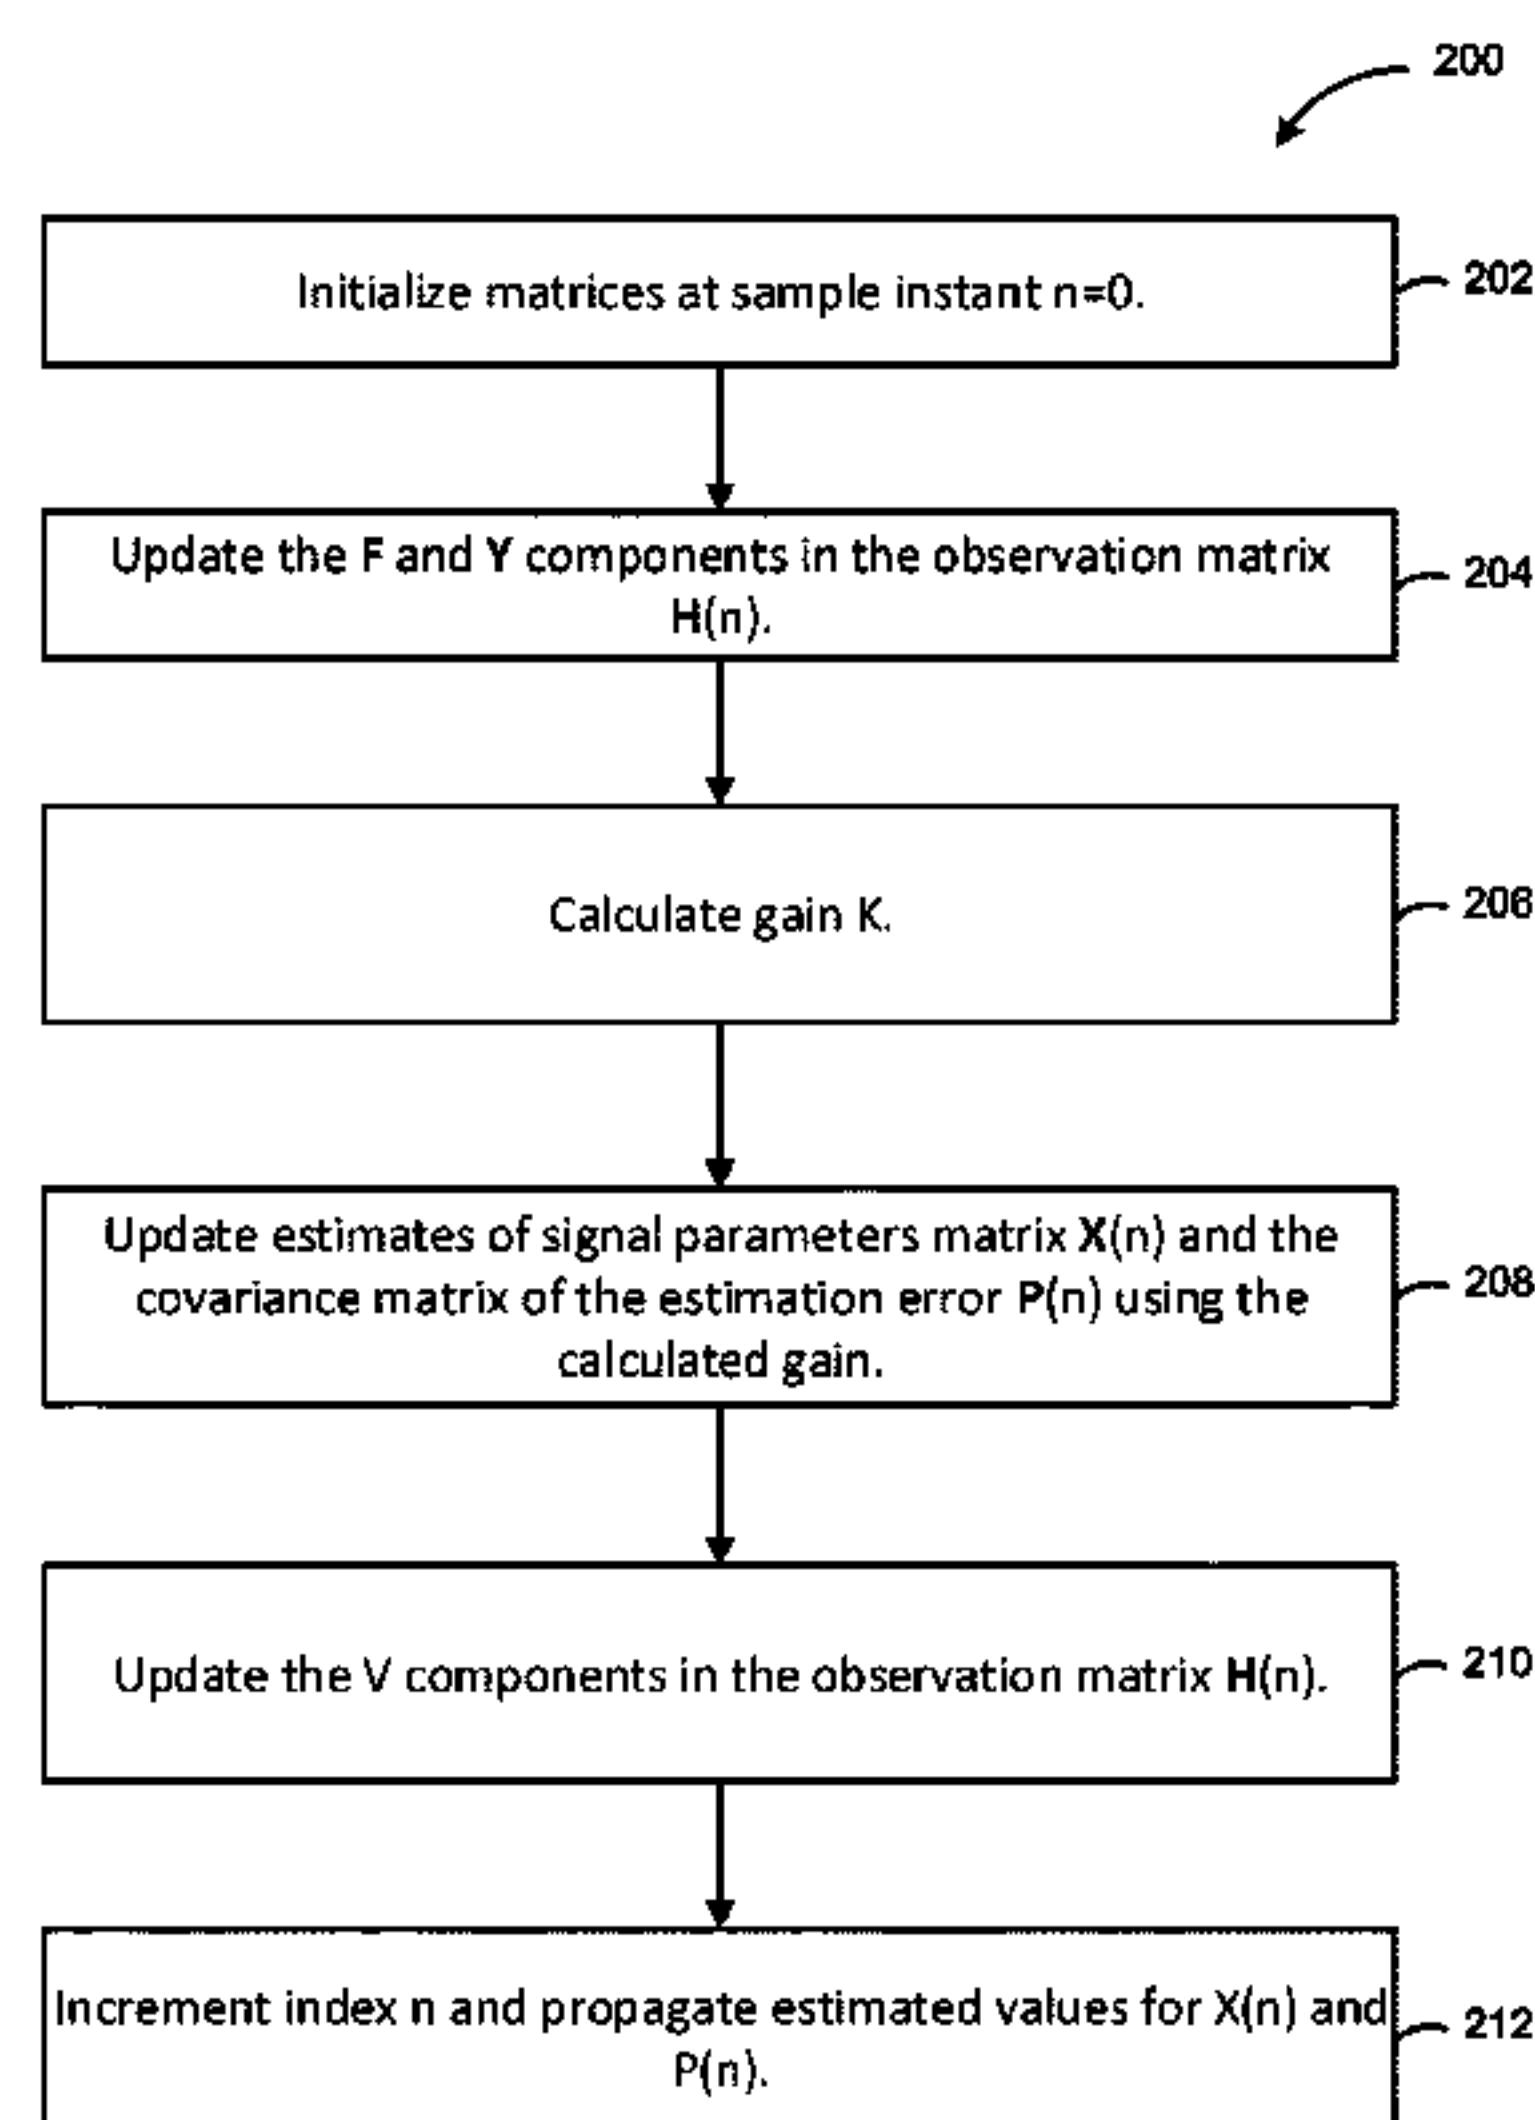 200
Initialize matrices at sample instant n=0.
202
Update the F and Y components in the observation matrix
H(n).
204
Calculate gain K.
206
Update estimates of signal parameters matrix X(n) and the
covariance matrix of the estimation error P(n) using the
calculated gain.
208
Update the V components in the observation matrix H(n).
210
Increment index n and propagate estimated values for X(n) and
P(n).
212